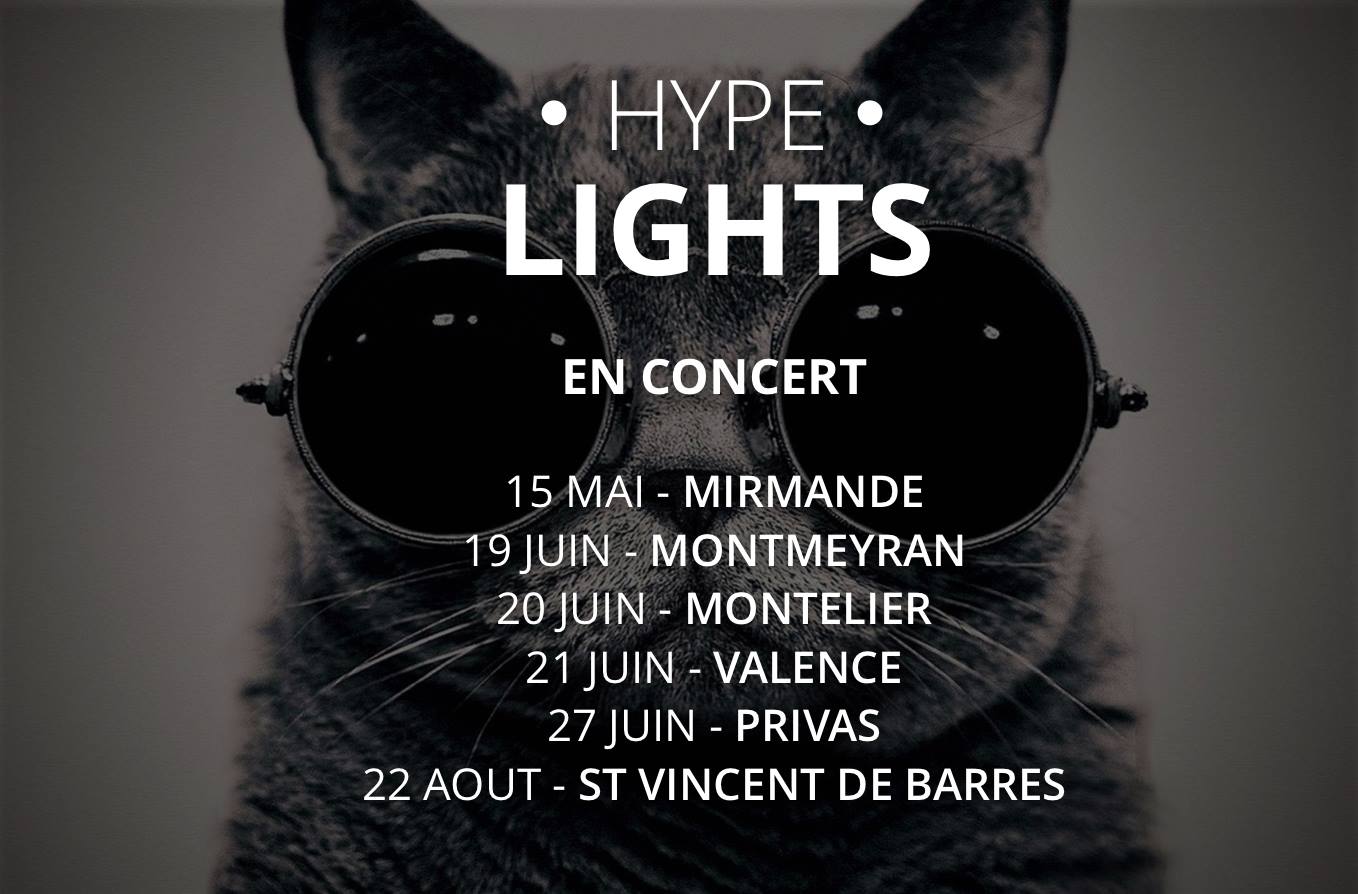 • HYPE •
LIGHTS
EN CONCERT
15 MAI - MIRMANDE
19 JUIN - MONTMEYRAN
20 JUIN - MONTELIER
21 JUIN - VALENCE
27 JUIN - PRIVAS
22 AOUT - ST VINCENT DE BARRES